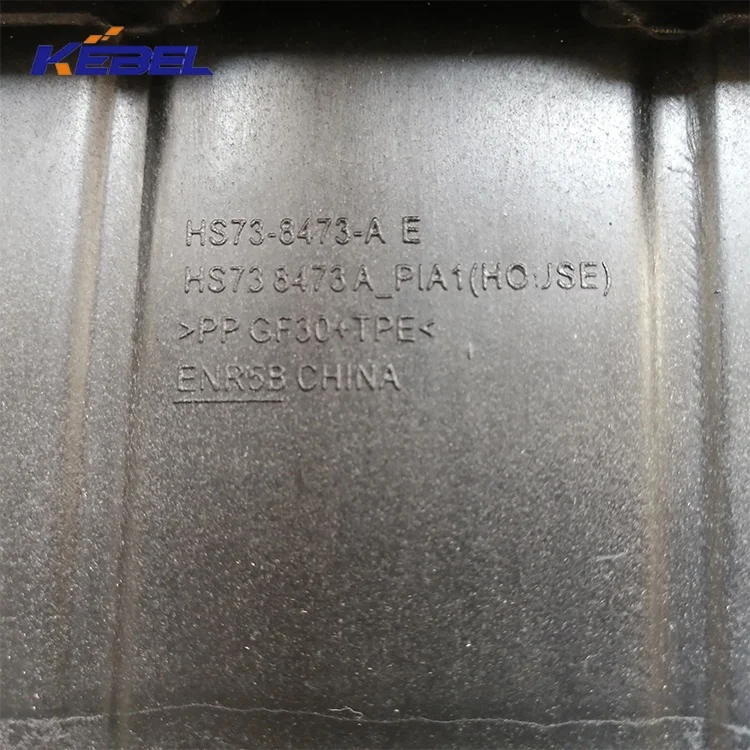 KEBEL
HS73-8473-A E
HS73 8473 A_PIA1(HOUSE)
>PP GF30+TPE<
ENR5B CHINA